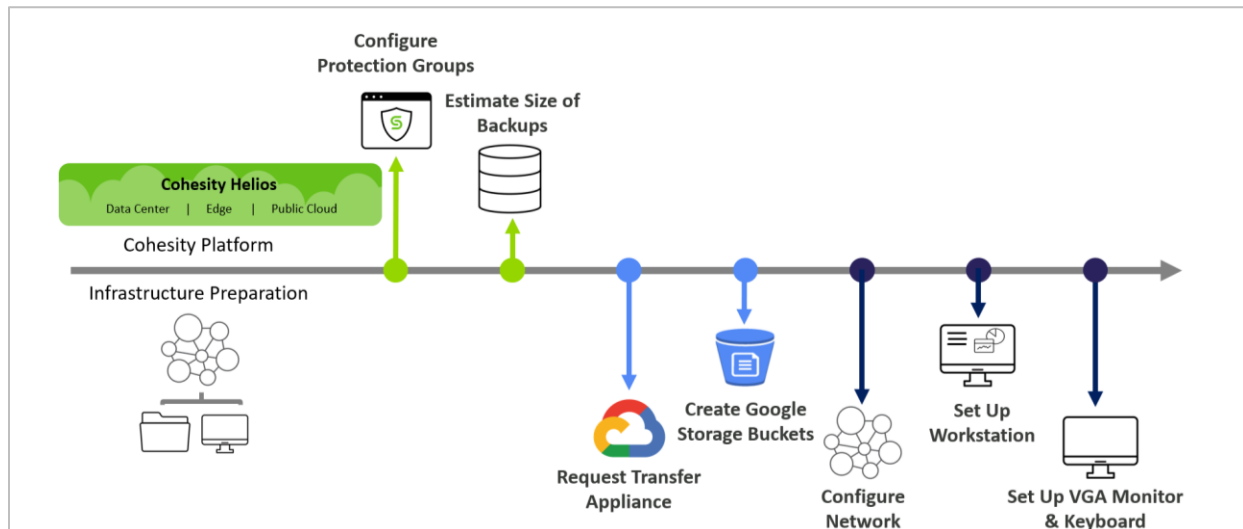 Configure
Protection Groups
Estimate Size of
Backups
Cohesity Helios
Data Center | Edge | Public Cloud
Cohesity Platform
Infrastructure Preparation
Request Transfer
Appliance
Create Google
Storage Buckets
Configure
Network
Set Up
Workstation
Set Up VGA Monitor
& Keyboard